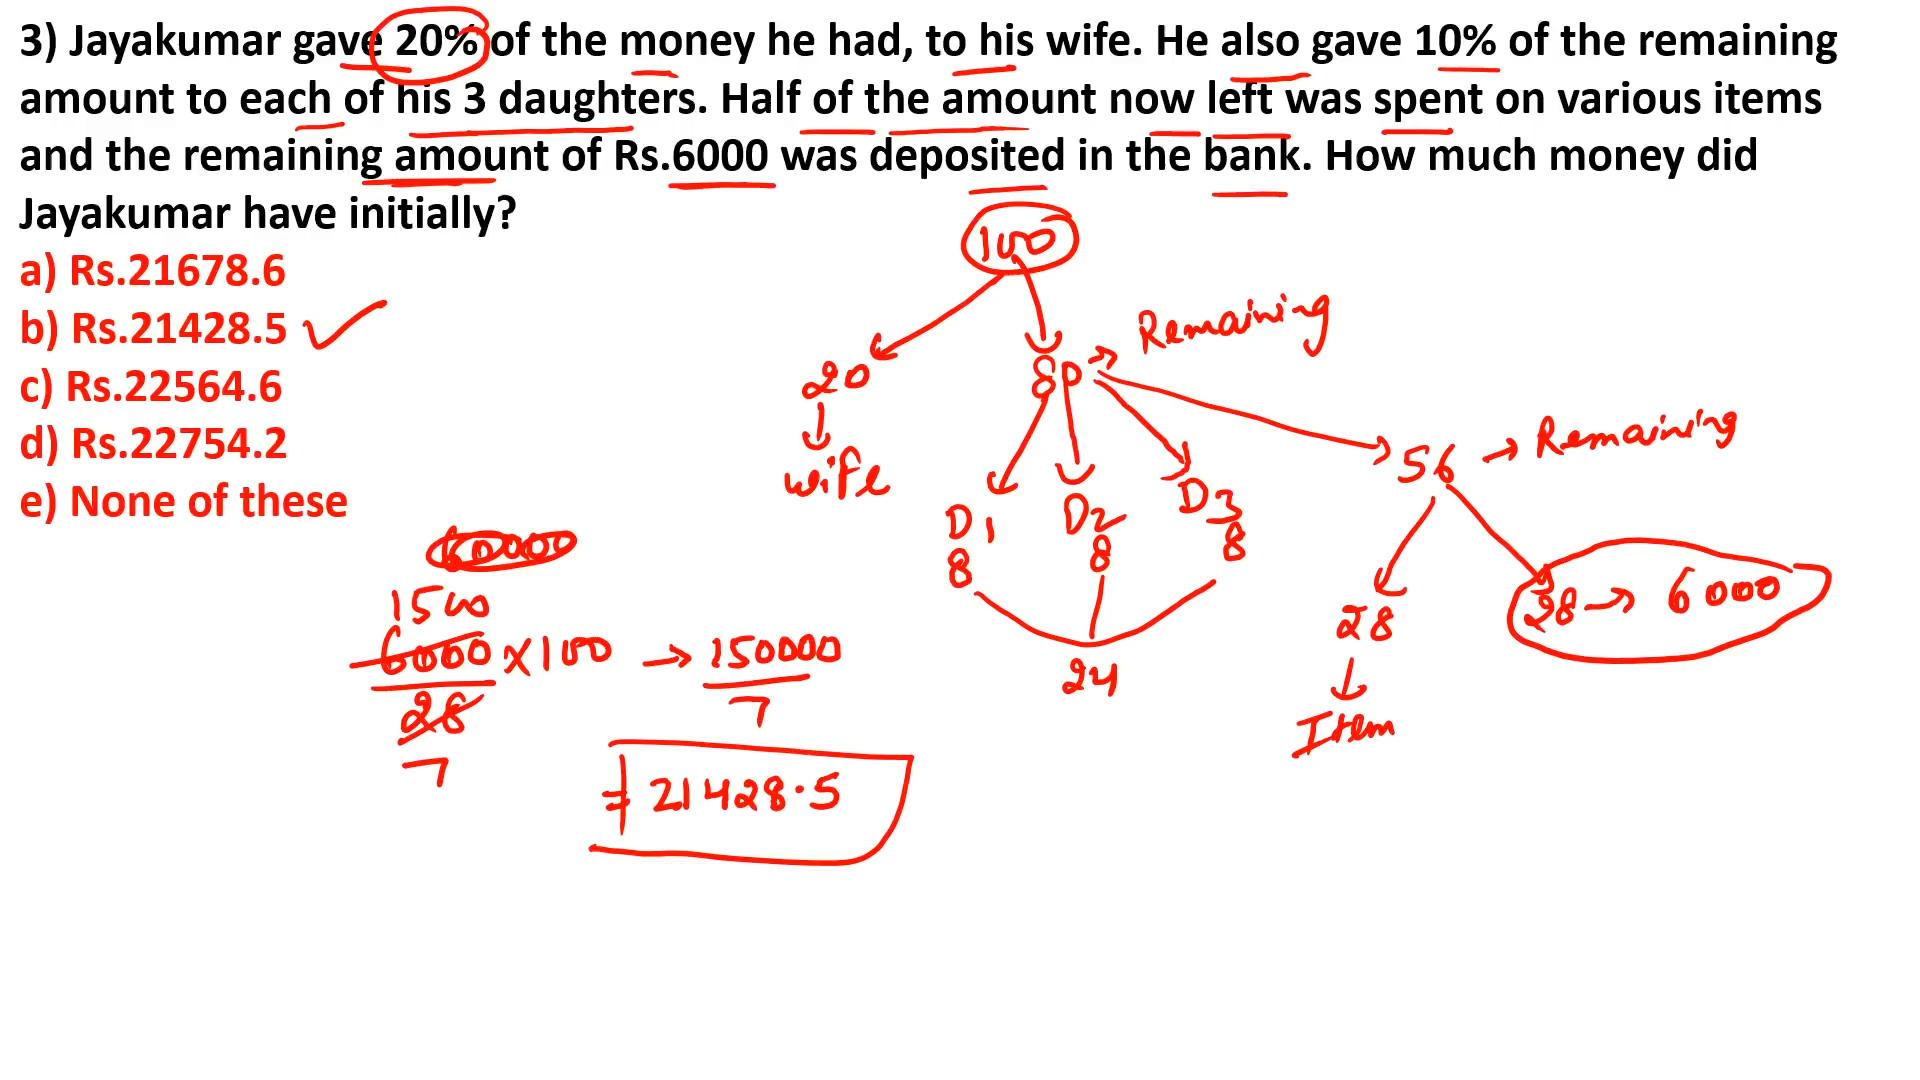 3) Jayakumar gave 20% of the money he had, to his wife. He also gave 10% of the remaining
amount to each of his 3 daughters. Half of the amount now left was spent on various items
and the remaining amount of Rs.6000 was deposited in the bank. How much money did
Jayakumar have initially?
a) Rs.21678.6
b) Rs.21428.5
c) Rs.22564.6
d) Rs.22754.2
e) None of these
100
20
80 → Remaining
wife
D1 D2 D3
8 8 8
24
56 → Remaining
28
28 → 6000
Item
60000
1500
6000 × 100 → 150000
28 7
7
= 21428.5